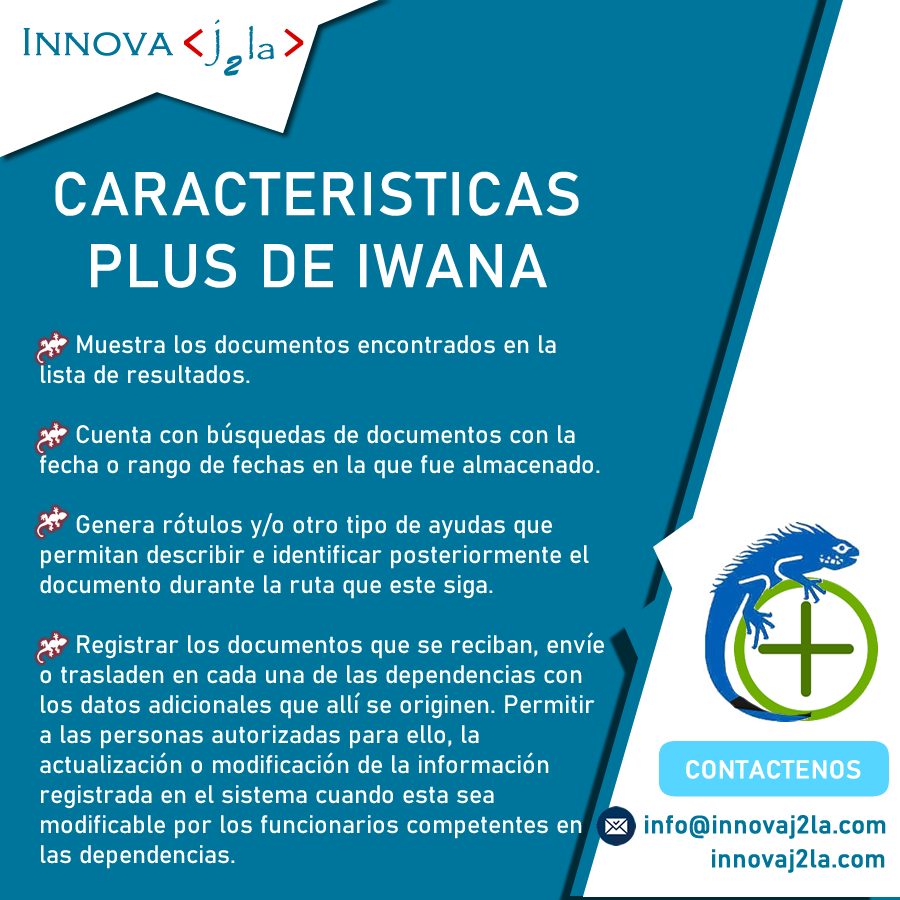 INNOVA <j2la>
CARACTERISTICAS
PLUS DE IWANA
Muestra los documentos encontrados en la
lista de resultados.
Cuenta con búsquedas de documentos con la
fecha o rango de fechas en la que fue almacenado.
Genera rótulos y/o otro tipo de ayudas que
permitan describir e identificar posteriormente el
documento durante la ruta que este siga.
Registrar los documentos que se reciban, envíe
o trasladen en cada una de las dependencias con
los datos adicionales que allí se originen. Permitir
a las personas autorizadas para ello, la
actualización o modificación de la información
registrada en el sistema cuando esta sea
modificable por los funcionarios competentes en
las dependencias.
CONTACTENOS
info@innovaj2la.com
innovaj2la.com